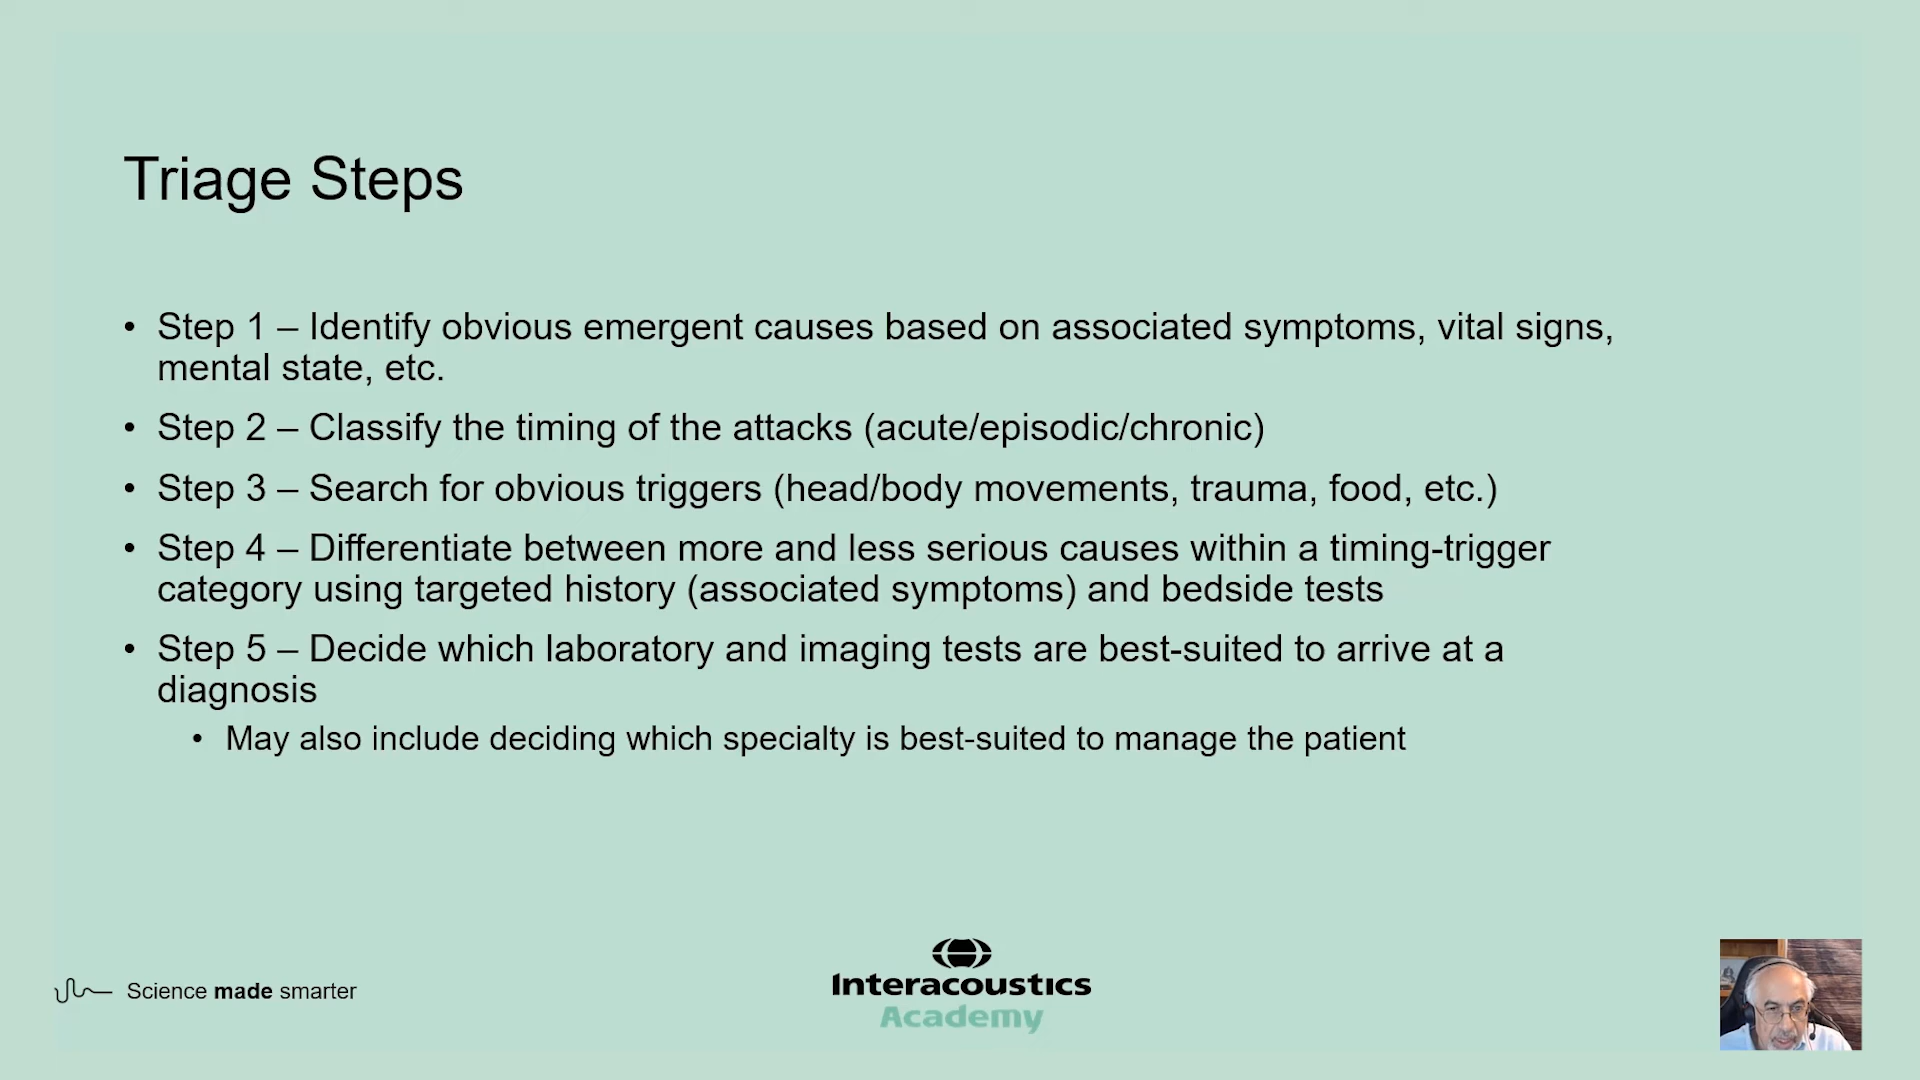 Triage Steps
• Step 1 – Identify obvious emergent causes based on associated symptoms, vital signs,
mental state, etc.
• Step 2 – Classify the timing of the attacks (acute/episodic/chronic)
• Step 3 – Search for obvious triggers (head/body movements, trauma, food, etc.)
• Step 4 – Differentiate between more and less serious causes within a timing-trigger
category using targeted history (associated symptoms) and bedside tests
• Step 5 – Decide which laboratory and imaging tests are best-suited to arrive at a
diagnosis
• May also include deciding which specialty is best-suited to manage the patient
Science made smarter
Interacoustics
Academy